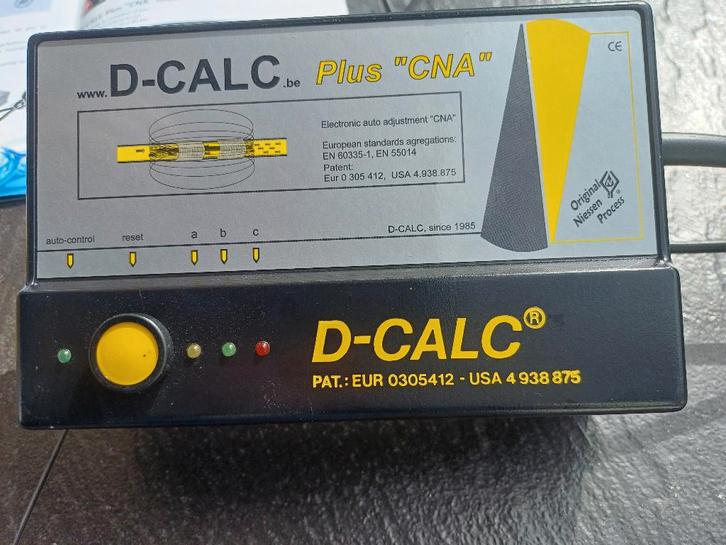 www.D-CALC.be Plus "CNA"
CE
Electronic auto adjustment "CNA"
European standards agregations:
EN 60335-1, EN 55014
Patent:
Eur 0 305 412, USA 4.938.875
Original
Niessen
Process
D-CALC, since 1985
auto-control reset a b c
D-CALC®
PAT.: EUR 0305412 - USA 4 938 875